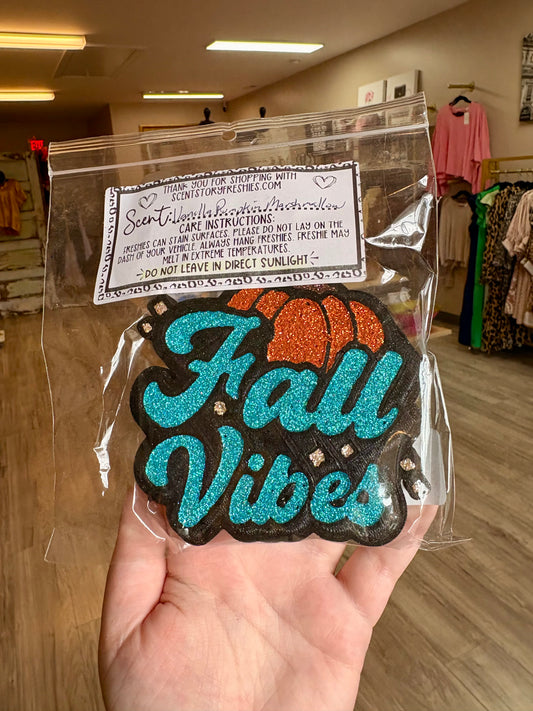 THANK YOU FOR SHOPPING WITH
SCENTSTORYFRESHIES.COM
Scent: Vanilla Pumpkin Marshmallow
CARE INSTRUCTIONS:
FRESHIES CAN STAIN SURFACES. PLEASE DO NOT LAY ON THE
DASH OF YOUR VEHICLE. ALWAYS HANG FRESHIES. FRESHIE MAY
MELT IN EXTREME TEMPERATURES.
DO NOT LEAVE IN DIRECT SUNLIGHT
Fall
Vibes